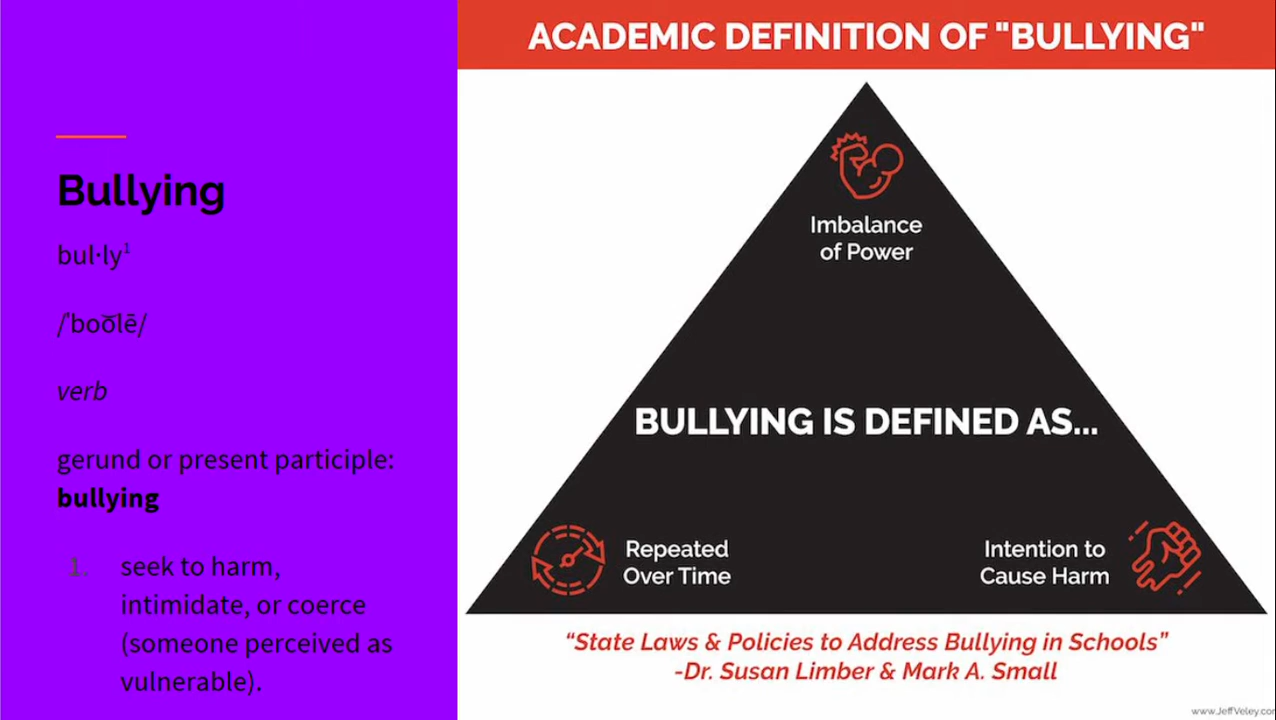 Bullying
bul·ly¹
/ˈbo͝olē/
verb
gerund or present participle:
bullying
1. seek to harm,
intimidate, or coerce
(someone perceived as
vulnerable).
ACADEMIC DEFINITION OF "BULLYING"
Imbalance
of Power
BULLYING IS DEFINED AS...
Repeated
Over Time
Intention to
Cause Harm
“State Laws & Policies to Address Bullying in Schools”
-Dr. Susan Limber & Mark A. Small
www.JeffVeley.com